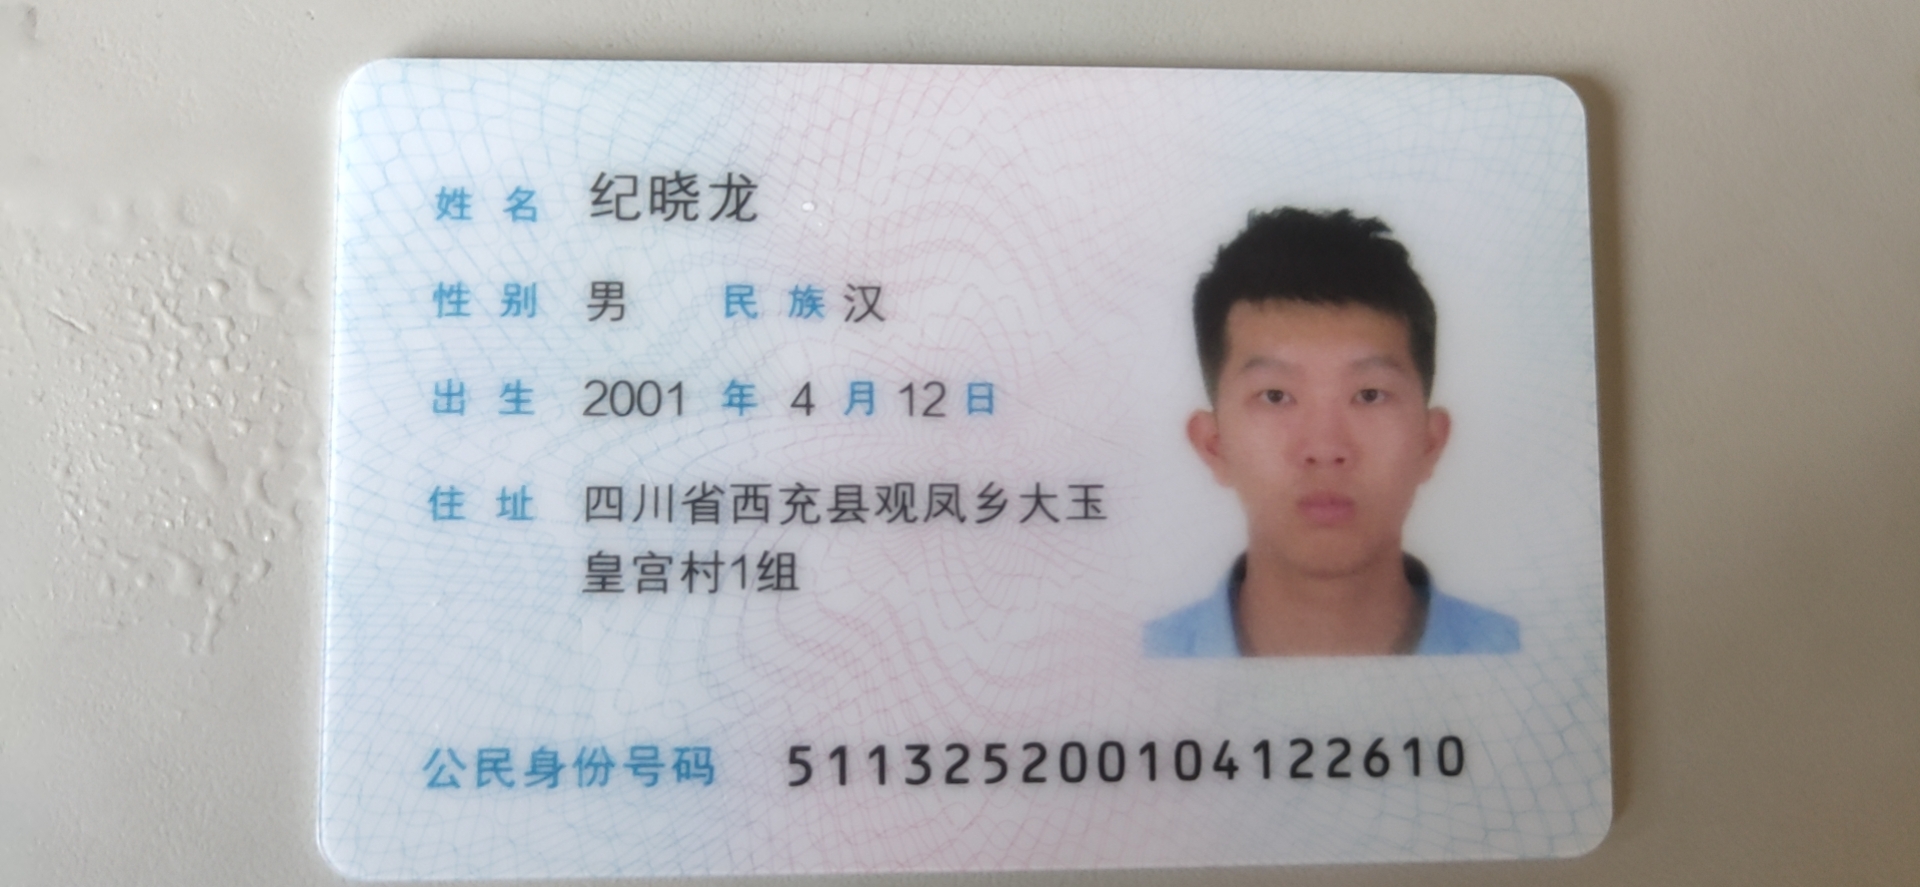 姓名 纪晓龙
性别 男 民族 汉
出生 2001 年 4 月 12 日
住址 四川省西充县观凤乡大玉
皇宫村1组
公民身份号码 511325200104122610